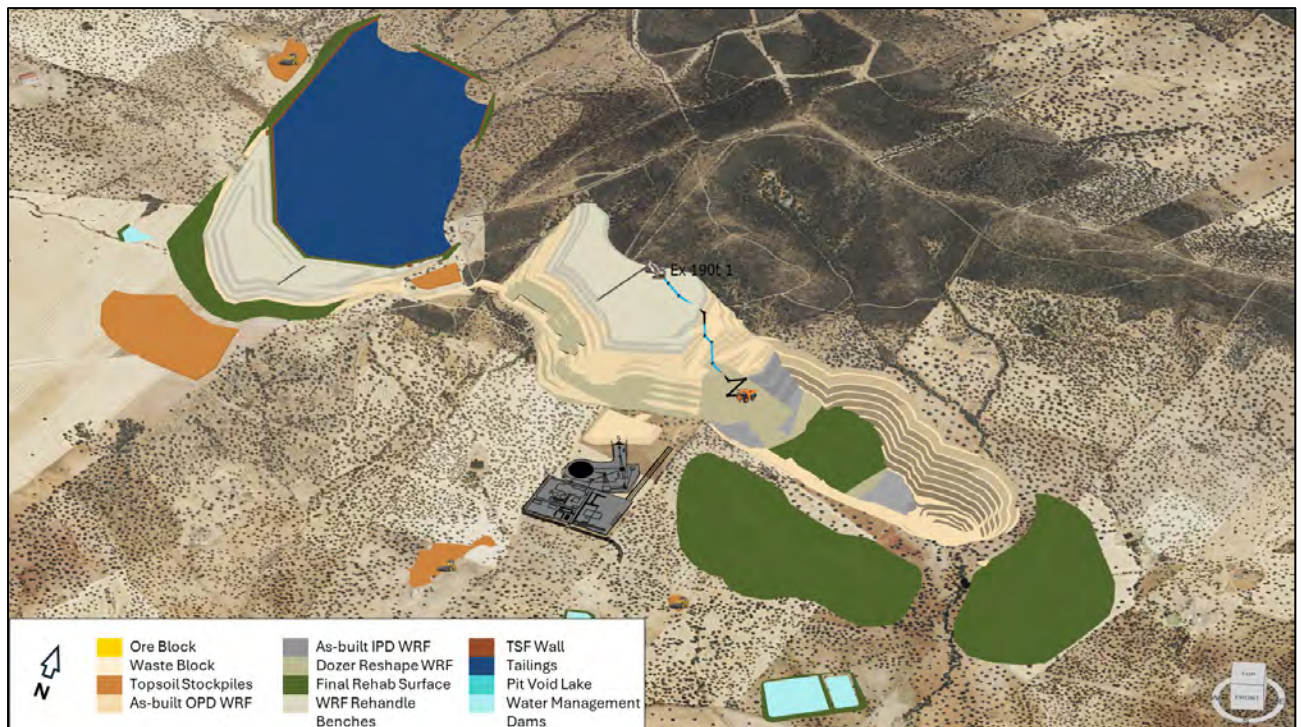 Ex 190t 1
N
Ore Block
Waste Block
Topsoil Stockpiles
As-built OPD WRF
As-built IPD WRF
Dozer Reshape WRF
Final Rehab Surface
WRF Rehandle
Benches
TSF Wall
Tailings
Pit Void Lake
Water Management
Dams
FRONT